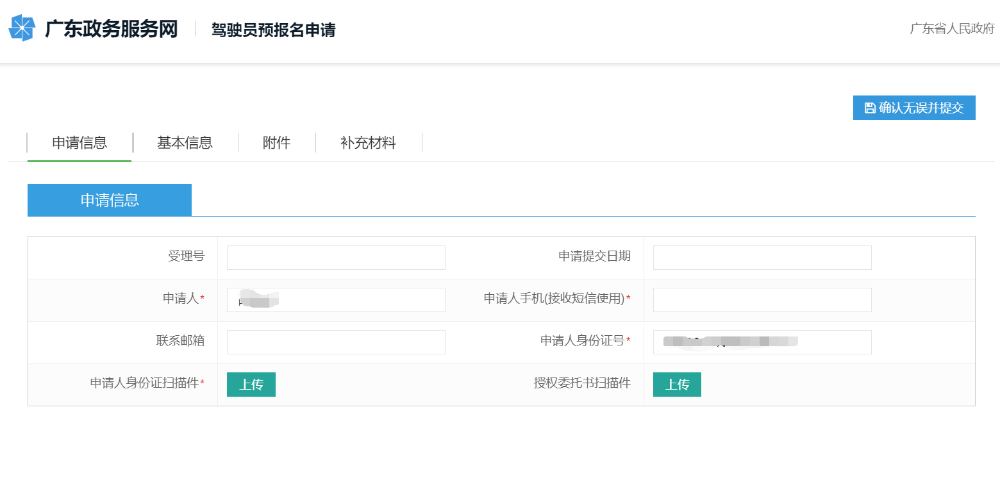 广东政务服务网 驾驶员预报名申请 广东省人民政府
确认无误并提交
申请信息 基本信息 附件 补充材料
申请信息
受理号 申请提交日期
申请人* 申请人手机(接收短信使用)*
联系邮箱 申请人身份证号*
申请人身份证扫描件* 上传 授权委托书扫描件 上传